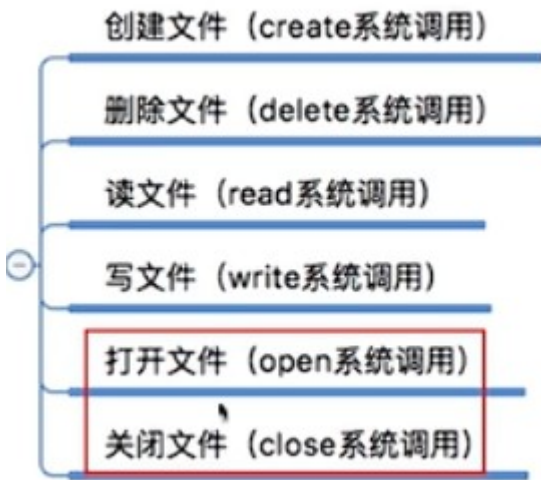 创建文件（create系统调用）
删除文件（delete系统调用）
读文件（read系统调用）
写文件（write系统调用）
打开文件（open系统调用）
关闭文件（close系统调用）